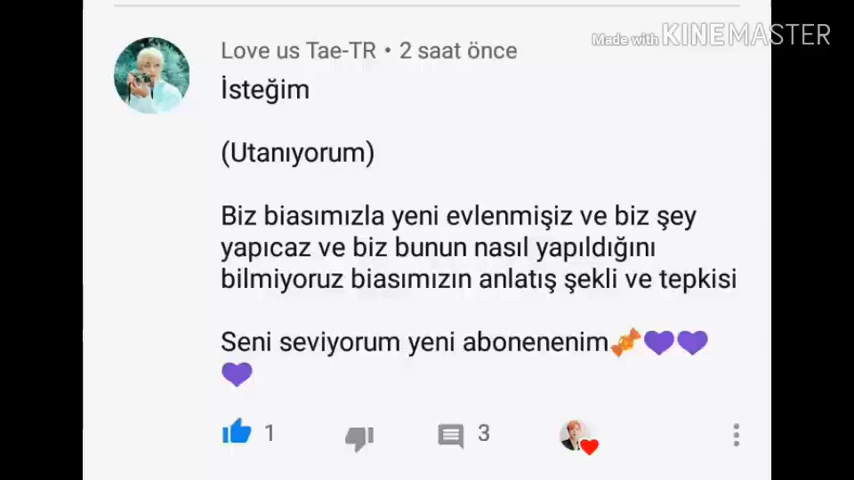 Made with KINEMASTER
Love us Tae-TR • 2 saat önce
İsteğim
(Utanıyorum)
Biz biasımızla yeni evlenmişiz ve biz şey
yapıcaz ve biz bunun nasıl yapıldığını
bilmiyoruz biasımızın anlatış şekli ve tepkisi
Seni seviyorum yeni abonenenim🍬💜💜
💜
1
3